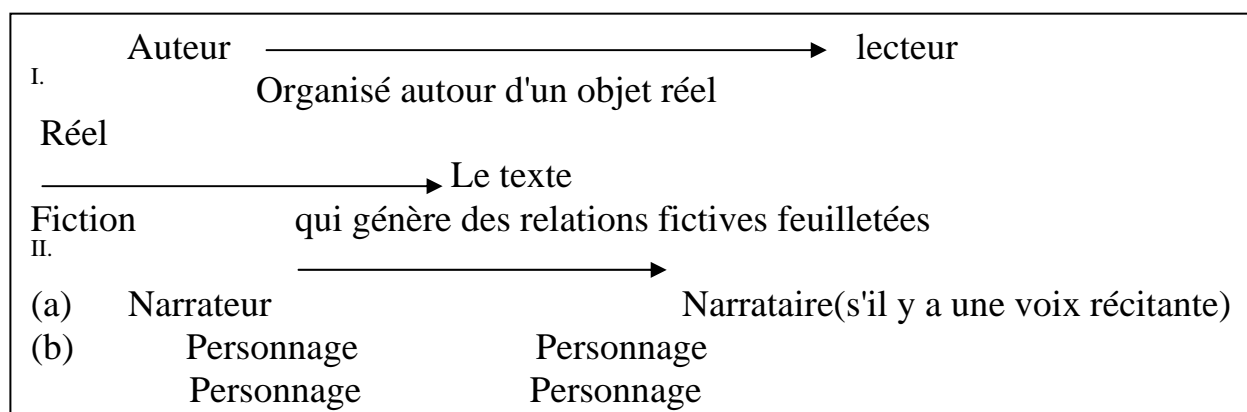 Auteur lecteur
I.
Organisé autour d'un objet réel
Réel
Le texte
Fiction qui génère des relations fictives feuilletées
II.
(a) Narrateur Narrataire(s'il y a une voix récitante)
(b) Personnage Personnage
Personnage Personnage